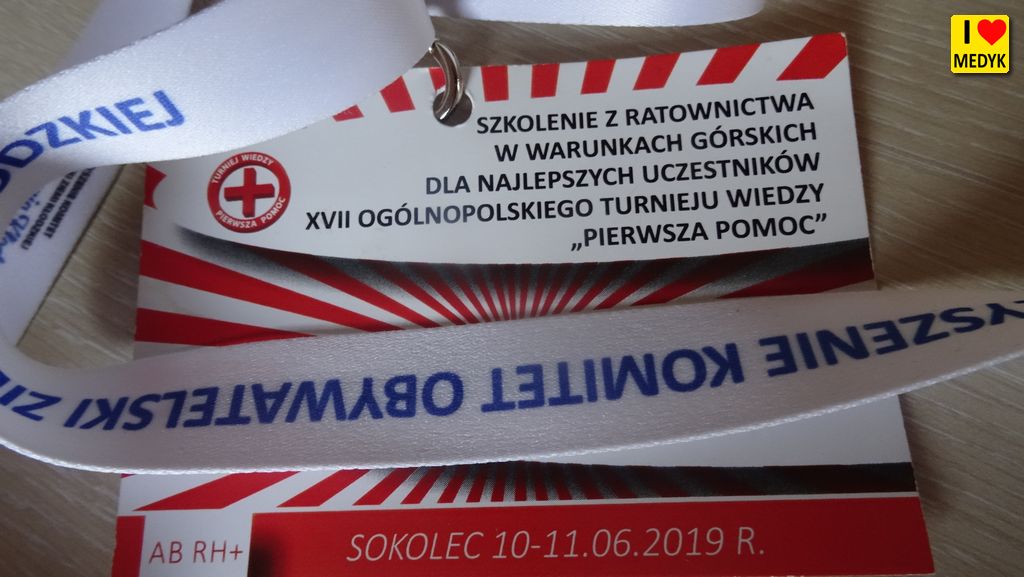 I ❤
MEDYK
SZKOLENIE Z RATOWNICTWA
W WARUNKACH GÓRSKICH
DLA NAJLEPSZYCH UCZESTNIKÓW
XVII OGÓLNOPOLSKIEGO TURNIEJU WIEDZY
„PIERWSZA POMOC”
TURNIEJ WIEDZY
PIERWSZA POMOC
YSZENIE KOMITET OBYWATELSKI ZI
ODZKIEJ
AB RH+
SOKOLEC 10-11.06.2019 R.